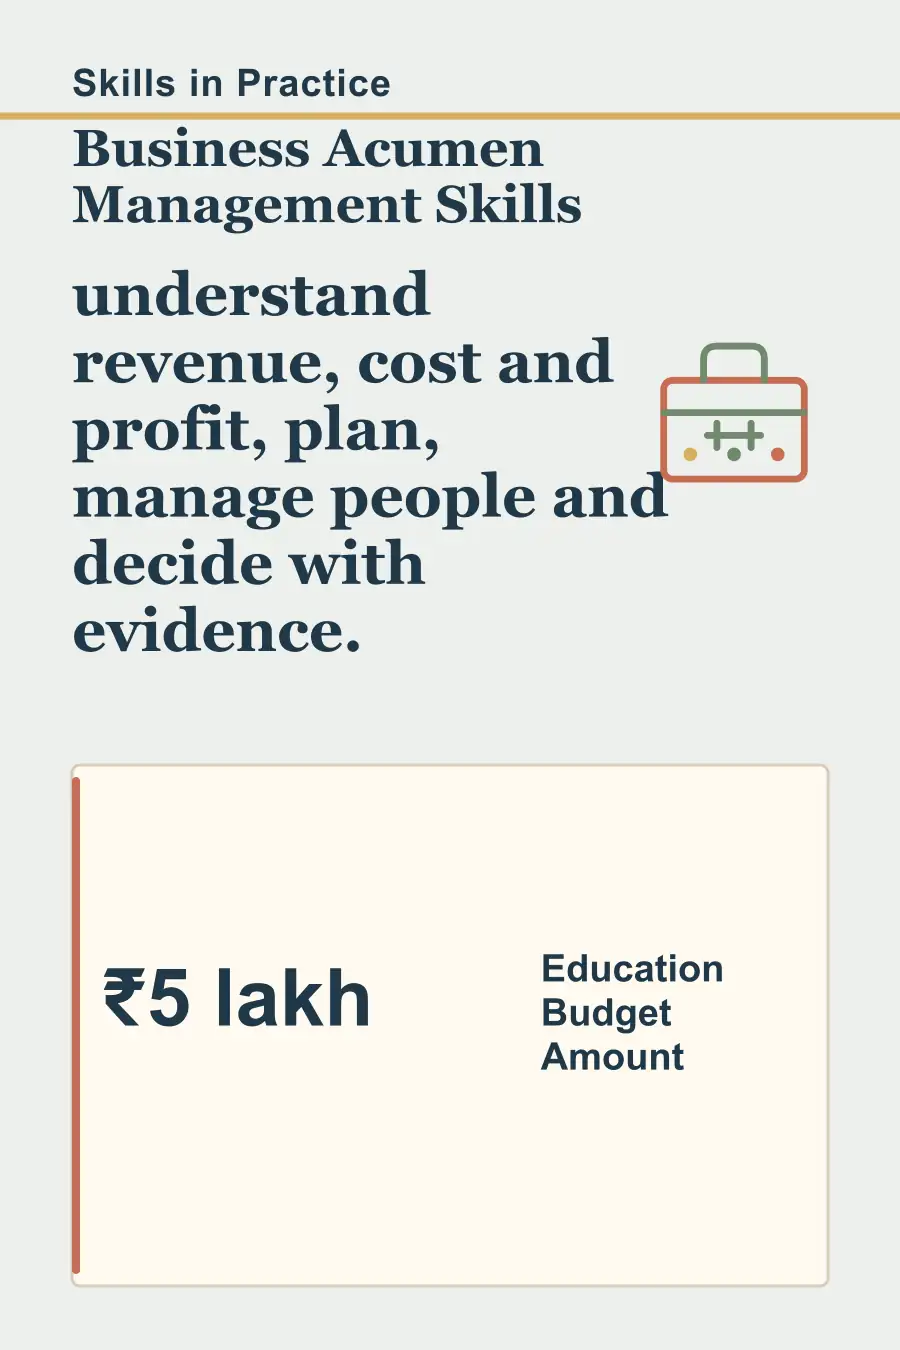 Skills in Practice
Business Acumen
Management Skills
understand
revenue, cost and
profit, plan,
manage people and
decide with
evidence.
₹5 lakh
Education
Budget
Amount